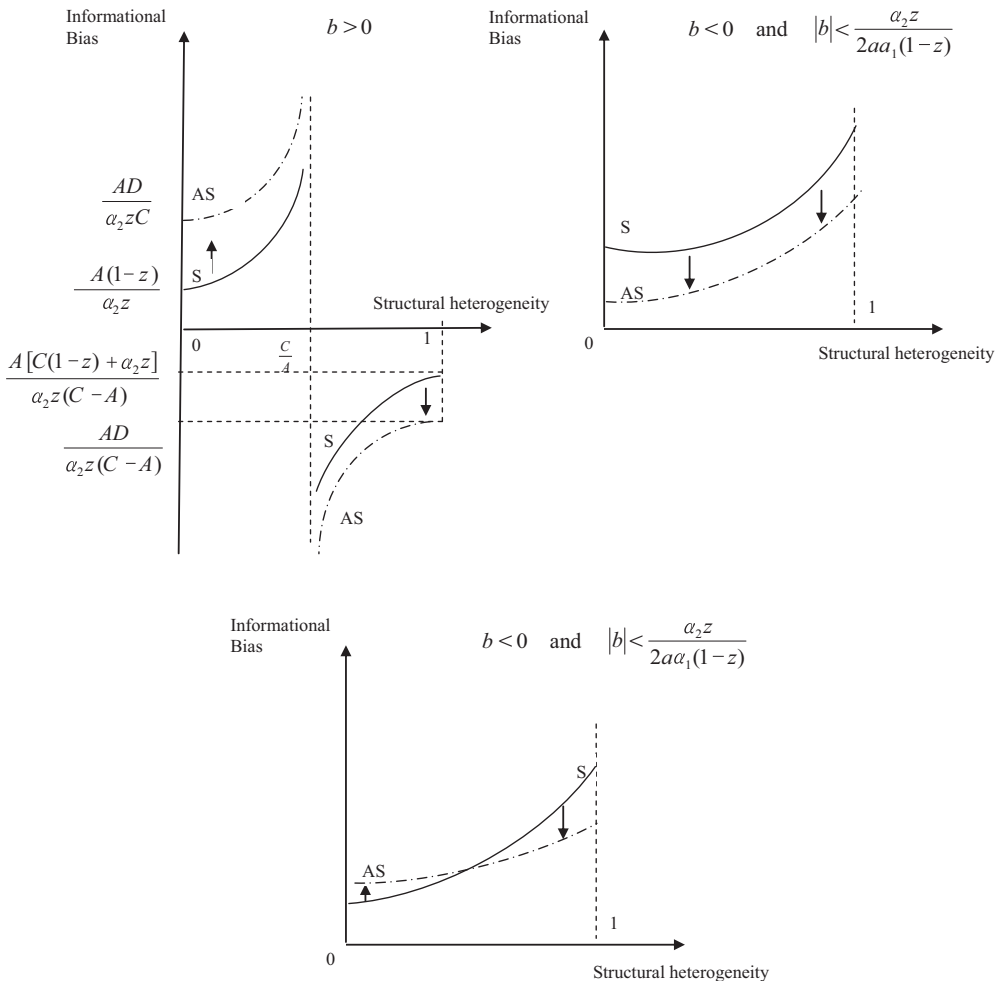 Informational
Bias
b > 0
AS
AD / α₂zC
S
A(1−z) / α₂z
Structural heterogeneity
0
C / A
1
A[C(1−z)+α₂z] / α₂z(C−A)
AD / α₂z(C−A)
S
AS
Informational
Bias
b < 0 and |b| < α₂z / 2aa₁(1−z)
S
AS
1
0
Structural heterogeneity
Informational
Bias
b < 0 and |b| < α₂z / 2aα₁(1−z)
S
AS
1
0
Structural heterogeneity